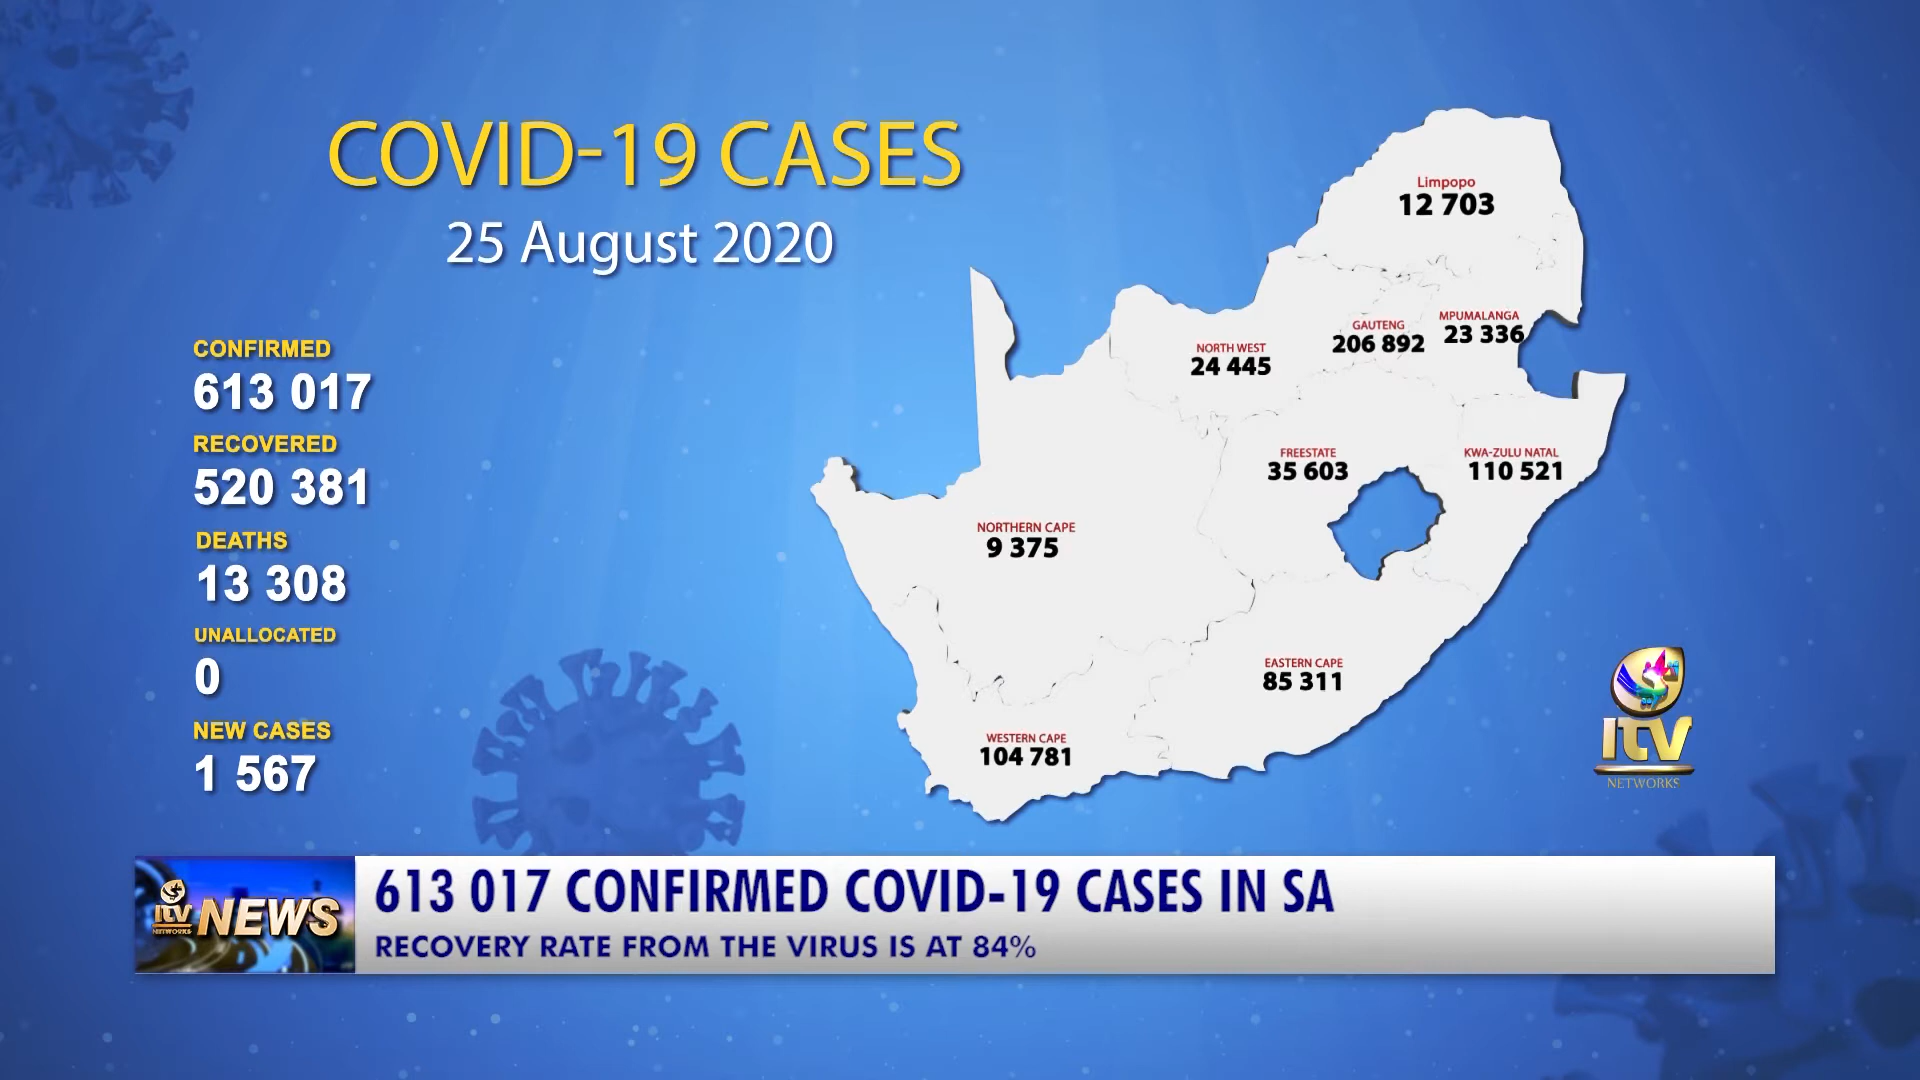 COVID-19 CASES
25 August 2020
CONFIRMED
613 017
RECOVERED
520 381
DEATHS
13 308
UNALLOCATED
0
NEW CASES
1 567
Limpopo
12 703
MPUMALANGA
23 336
GAUTENG
206 892
NORTH WEST
24 445
FREESTATE
35 603
KWA-ZULU NATAL
110 521
NORTHERN CAPE
9 375
EASTERN CAPE
85 311
WESTERN CAPE
104 781
ITV
NETWORKS
ITV
NETWORKS
NEWS
613 017 CONFIRMED COVID-19 CASES IN SA
RECOVERY RATE FROM THE VIRUS IS AT 84%